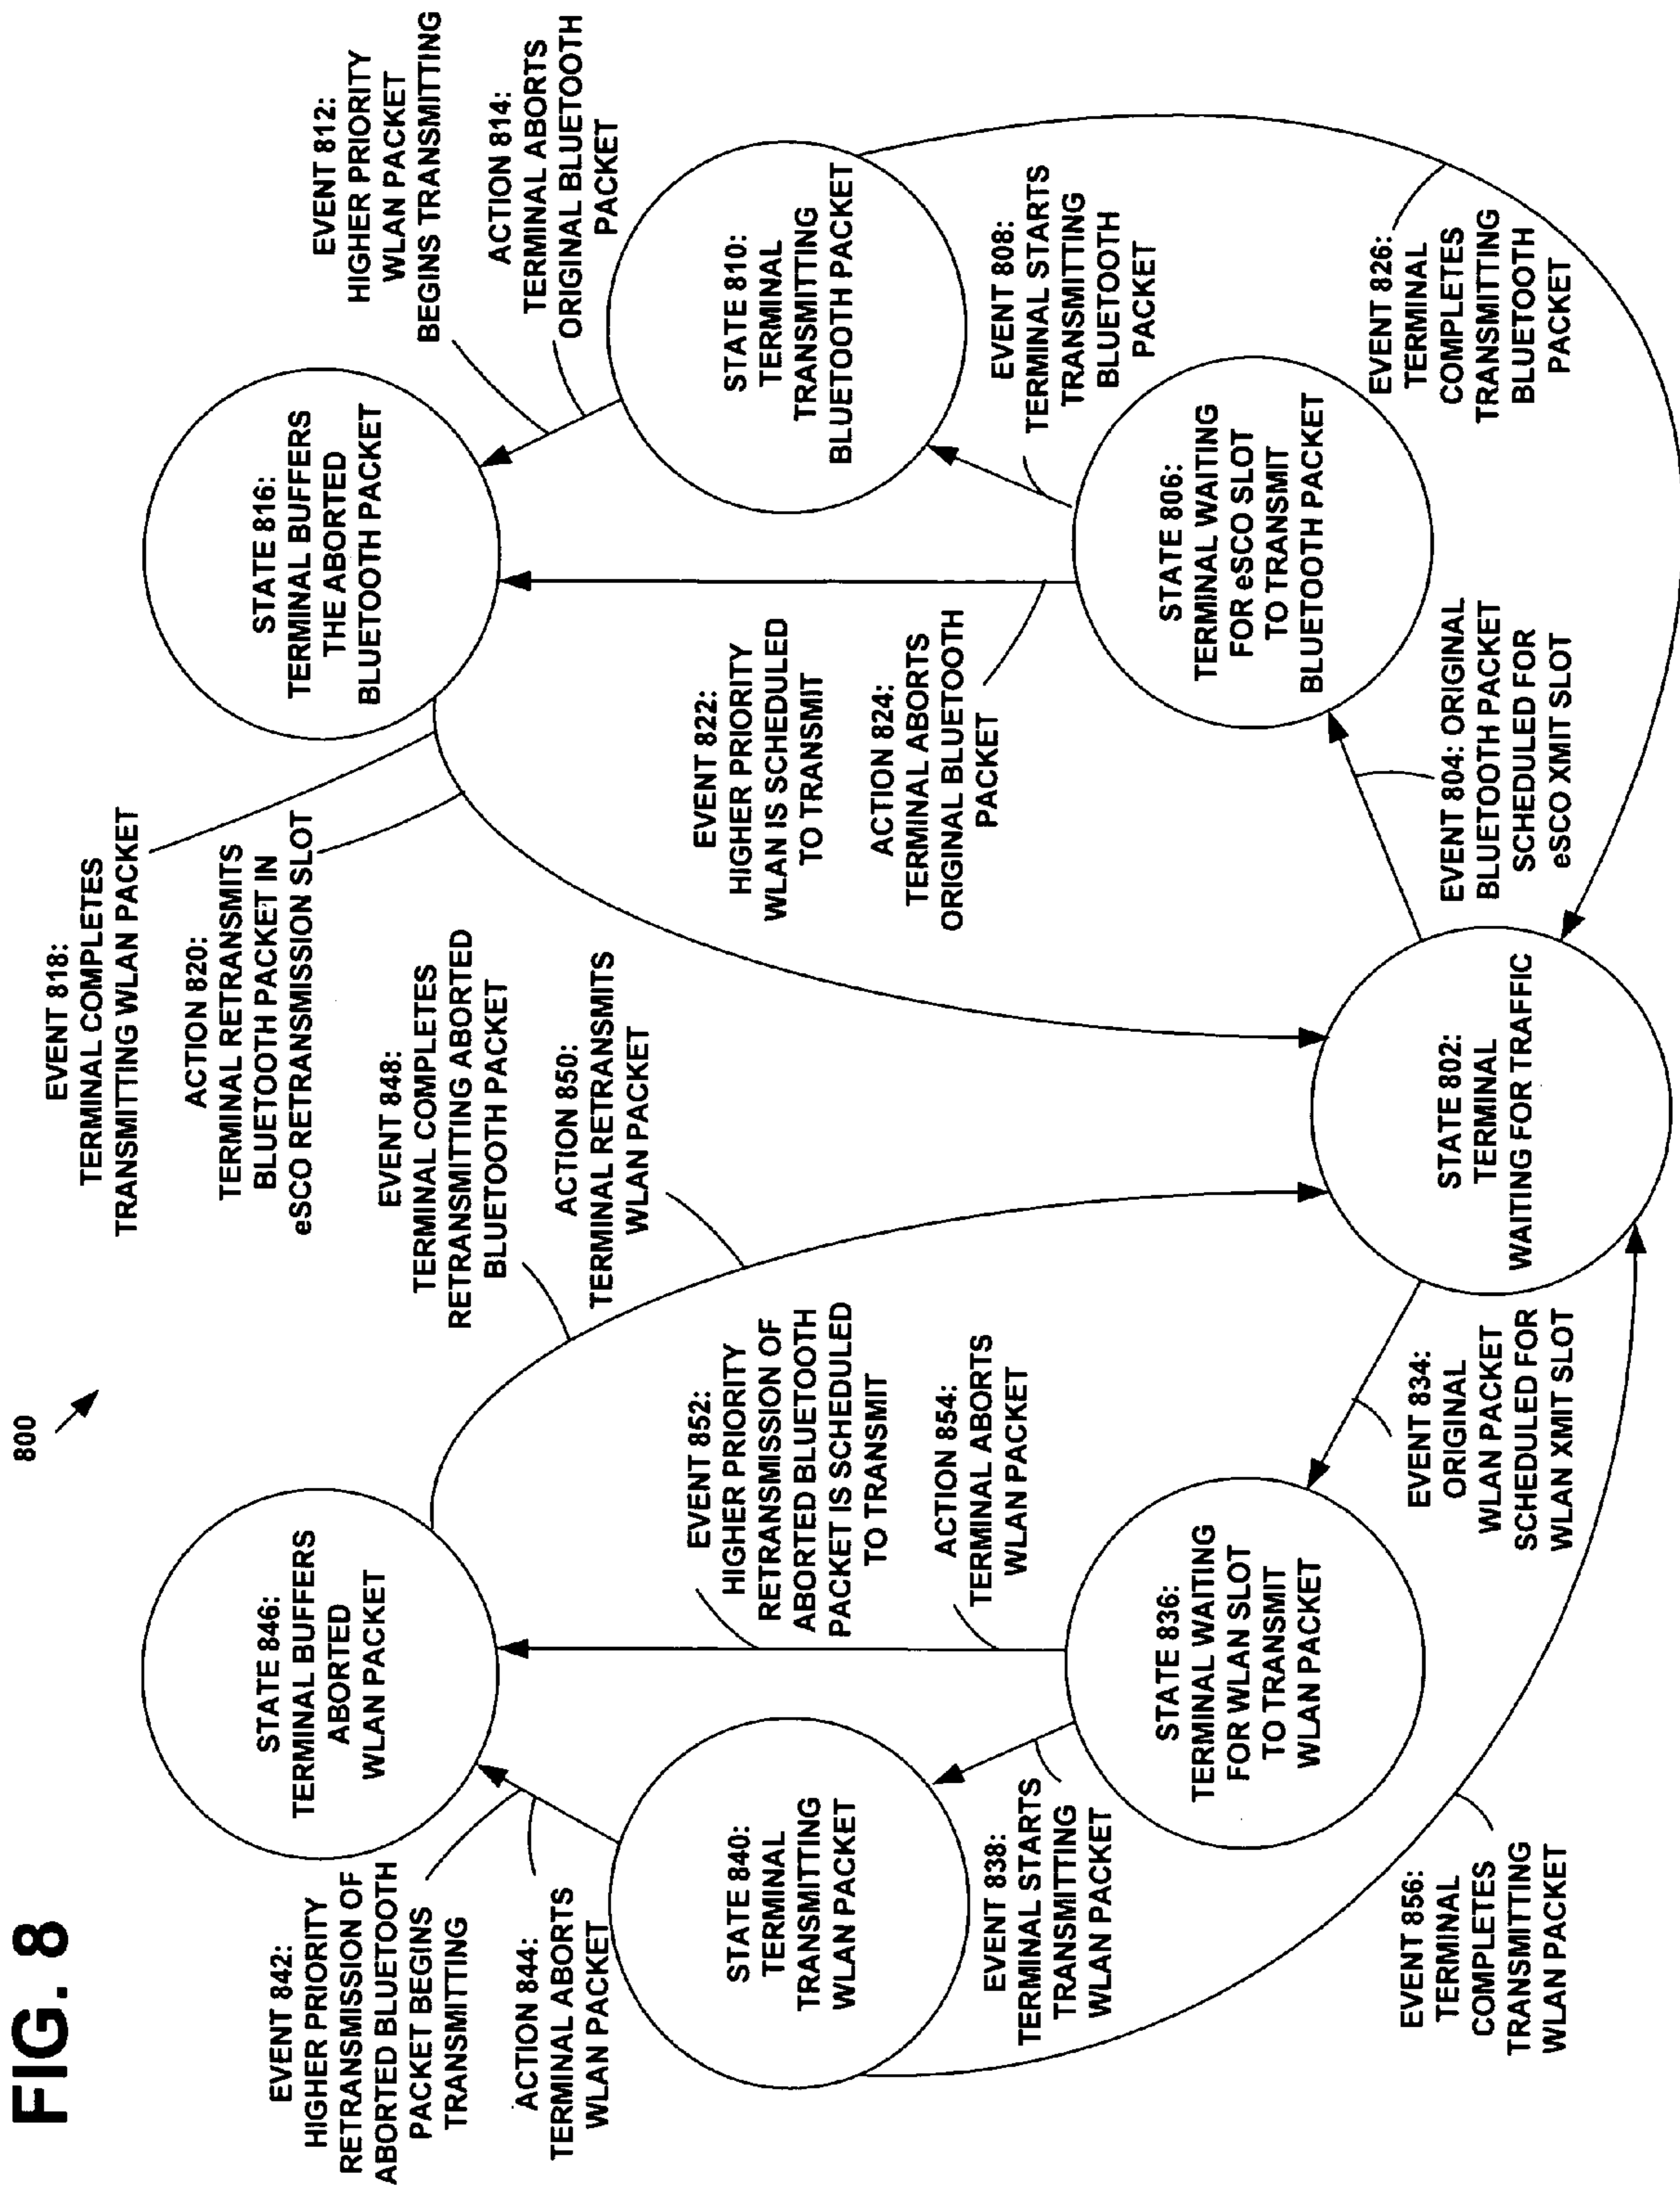 FIG. 8
800
EVENT 842:
HIGHER PRIORITY
RETRANSMISSION OF
ABORTED BLUETOOTH
PACKET BEGINS
TRANSMITTING
ACTION 844:
TERMINAL ABORTS
WLAN PACKET
STATE 846:
TERMINAL BUFFERS
ABORTED
WLAN PACKET
STATE 840:
TERMINAL
TRANSMITTING
WLAN PACKET
EVENT 838:
TERMINAL STARTS
TRANSMITTING
WLAN PACKET
STATE 836:
TERMINAL WAITING
FOR WLAN SLOT
TO TRANSMIT
WLAN PACKET
EVENT 856:
TERMINAL
COMPLETES
TRANSMITTING
WLAN PACKET
EVENT 852:
HIGHER PRIORITY
RETRANSMISSION OF
ABORTED BLUETOOTH
PACKET IS SCHEDULED
TO TRANSMIT
ACTION 854:
TERMINAL ABORTS
WLAN PACKET
EVENT 834:
ORIGINAL
WLAN PACKET
SCHEDULED FOR
WLAN XMIT SLOT
EVENT 848:
TERMINAL COMPLETES
RETRANSMITTING ABORTED
BLUETOOTH PACKET
ACTION 850:
TERMINAL RETRANSMITS
WLAN PACKET
STATE 802:
TERMINAL
WAITING FOR TRAFFIC
EVENT 818:
TERMINAL COMPLETES
TRANSMITTING WLAN PACKET
ACTION 820:
TERMINAL RETRANSMITS
BLUETOOTH PACKET IN
eSCO RETRANSMISSION SLOT
EVENT 822:
HIGHER PRIORITY
WLAN IS SCHEDULED
TO TRANSMIT
ACTION 824:
TERMINAL ABORTS
ORIGINAL BLUETOOTH
PACKET
EVENT 804: ORIGINAL
BLUETOOTH PACKET
SCHEDULED FOR
eSCO XMIT SLOT
STATE 816:
TERMINAL BUFFERS
THE ABORTED
BLUETOOTH PACKET
STATE 806:
TERMINAL WAITING
FOR eSCO SLOT
TO TRANSMIT
BLUETOOTH PACKET
STATE 810:
TERMINAL
TRANSMITTING
BLUETOOTH PACKET
EVENT 808:
TERMINAL STARTS
TRANSMITTING
BLUETOOTH
PACKET
EVENT 812:
HIGHER PRIORITY
WLAN PACKET
BEGINS TRANSMITTING
ACTION 814:
TERMINAL ABORTS
ORIGINAL BLUETOOTH
PACKET
EVENT 826:
TERMINAL
COMPLETES
TRANSMITTING
BLUETOOTH
PACKET